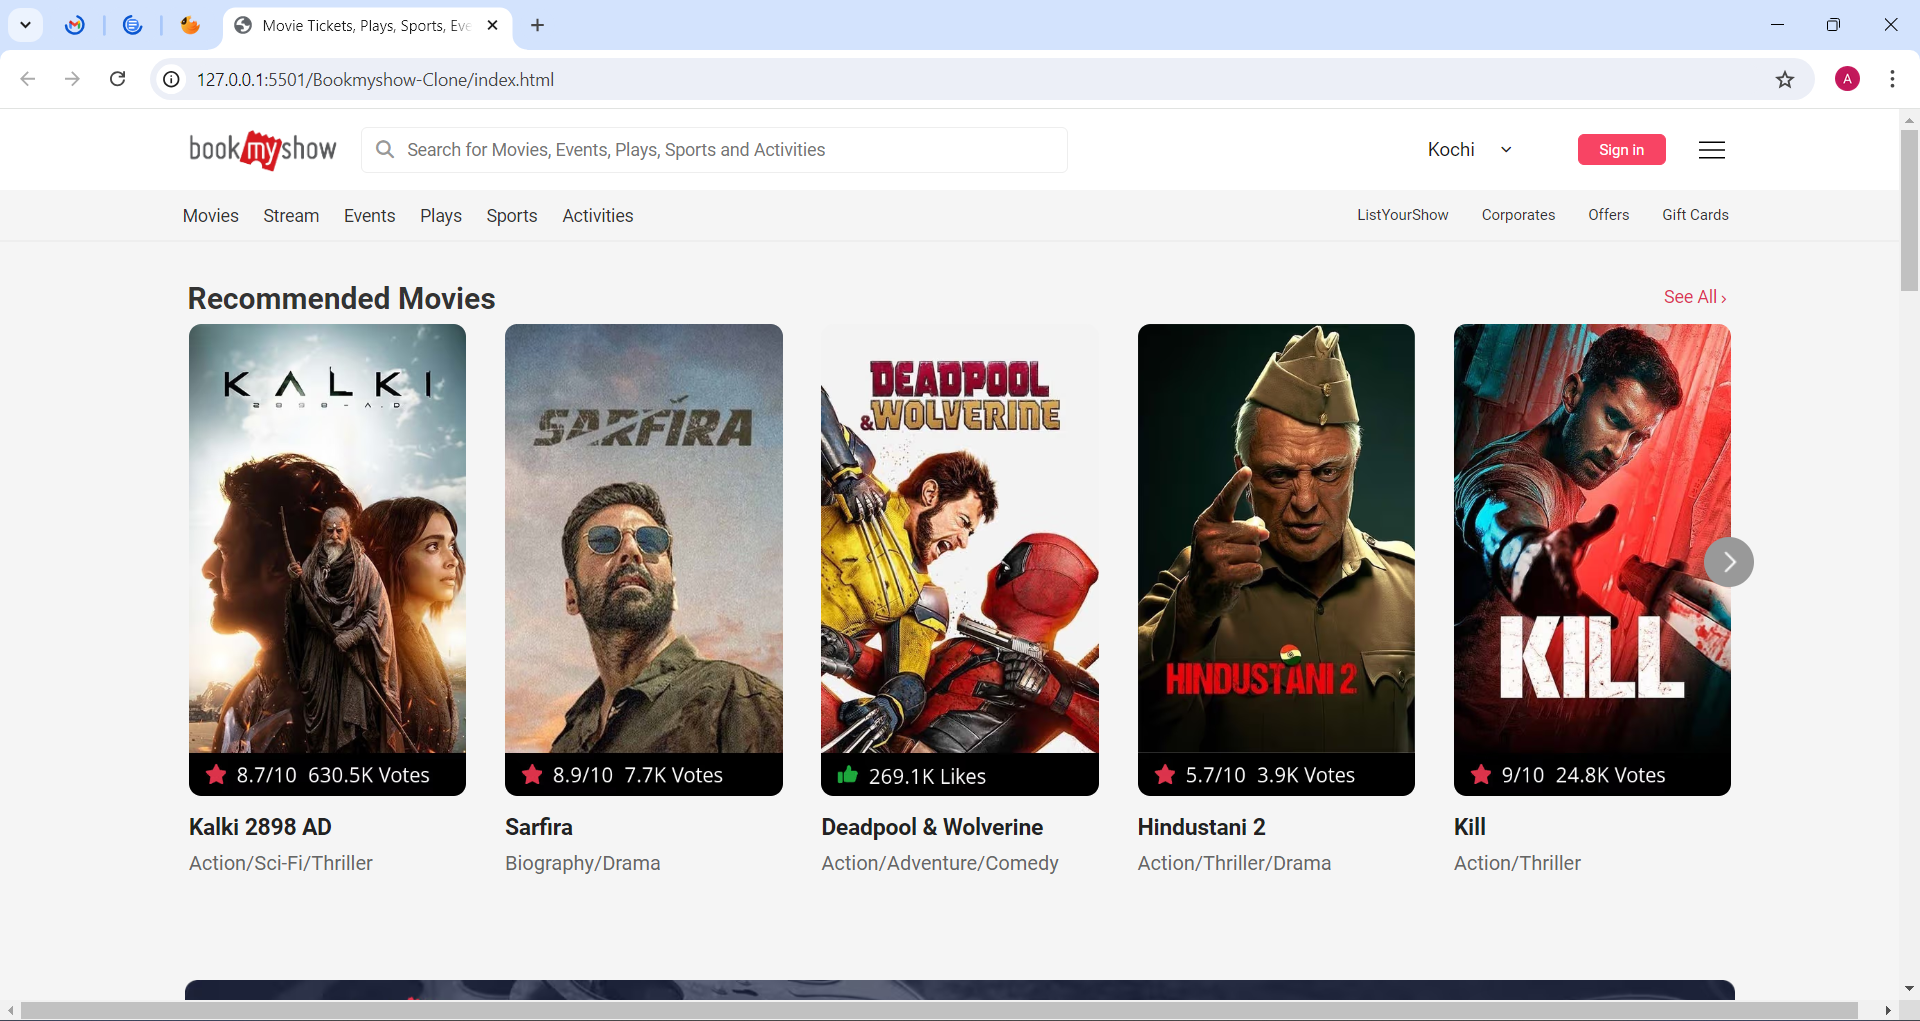 Movie Tickets, Plays, Sports, Eve
127.0.0.1:5501/Bookmyshow-Clone/index.html
A
bookmyshow
Search for Movies, Events, Plays, Sports and Activities
Kochi
Sign in
Movies Stream Events Plays Sports Activities
ListYourShow Corporates Offers Gift Cards
Recommended Movies
See All ›
KALKI
2898-A.D
SARFIRA
DEADPOOL
&WOLVERINE
HINDUSTANI 2
KILL
8.7/10 630.5K Votes
8.9/10 7.7K Votes
269.1K Likes
5.7/10 3.9K Votes
9/10 24.8K Votes
Kalki 2898 AD
Action/Sci-Fi/Thriller
Sarfira
Biography/Drama
Deadpool & Wolverine
Action/Adventure/Comedy
Hindustani 2
Action/Thriller/Drama
Kill
Action/Thriller